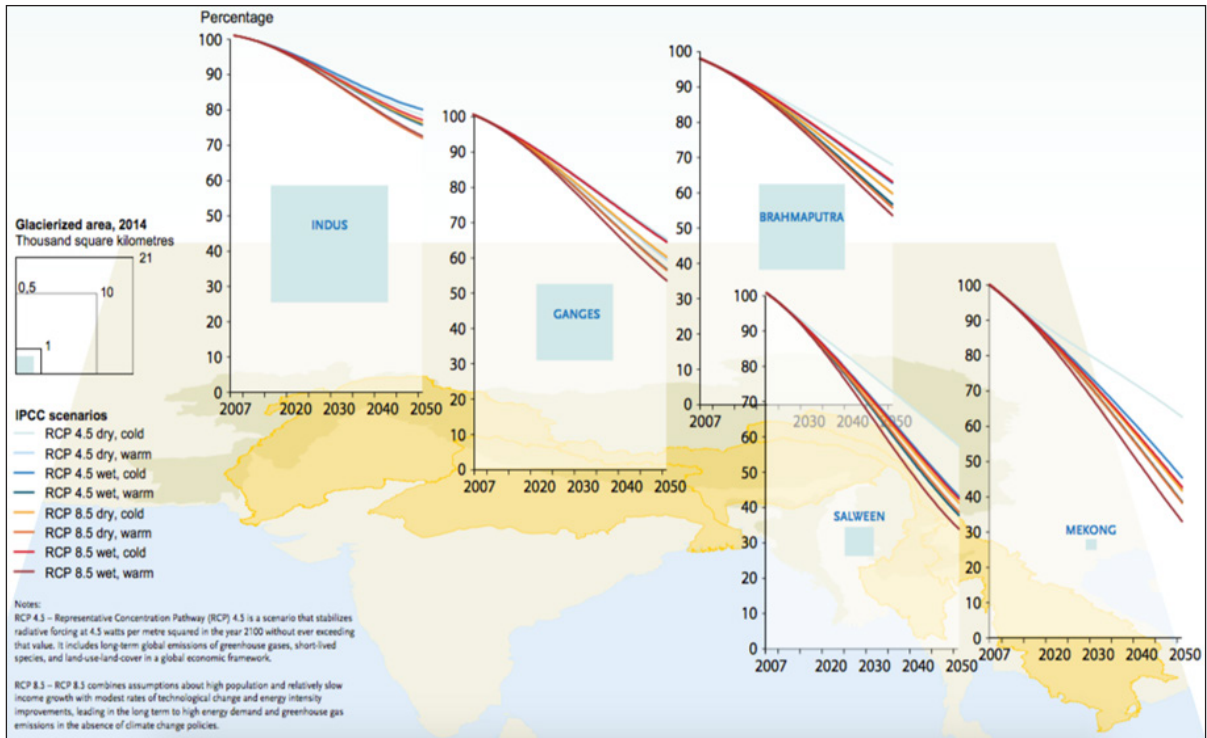 Percentage
100
90
80
70
60
50
40
30
20
10
0
2007 2020 2030 2040 2050
INDUS
100
90
80
70
60
50
40
30
20
10
0
2007 2020 2030 2040 2050
GANGES
100
90
80
70
60
50
40
30
20
10
0
2007 2030 2040 2050
BRAHMAPUTRA
100
90
80
70
60
50
40
30
20
10
0
2007 2020 2030 2050
SALWEEN
100
90
80
70
60
50
40
30
20
10
0
2007 2020 2030 2040 2050
MEKONG
Glacierized area, 2014
Thousand square kilometres
21
0,5 10
1
IPCC scenarios
RCP 4.5 dry, cold
RCP 4.5 dry, warm
RCP 4.5 wet, cold
RCP 4.5 wet, warm
RCP 8.5 dry, cold
RCP 8.5 dry, warm
RCP 8.5 wet, cold
RCP 8.5 wet, warm
Notes:
RCP 4.5 – Representative Concentration Pathway (RCP) 4.5 is a scenario that stabilizes
radiative forcing at 4.5 watts per metre squared in the year 2100 without ever exceeding
that value. It includes long-term global emissions of greenhouse gases, short-lived
species, and land-use-land-cover in a global economic framework.
RCP 8.5 – RCP 8.5 combines assumptions about high population and relatively slow
income growth with modest rates of technological change and energy intensity
improvements, leading in the long term to high energy demand and greenhouse gas
emissions in the absence of climate change policies.